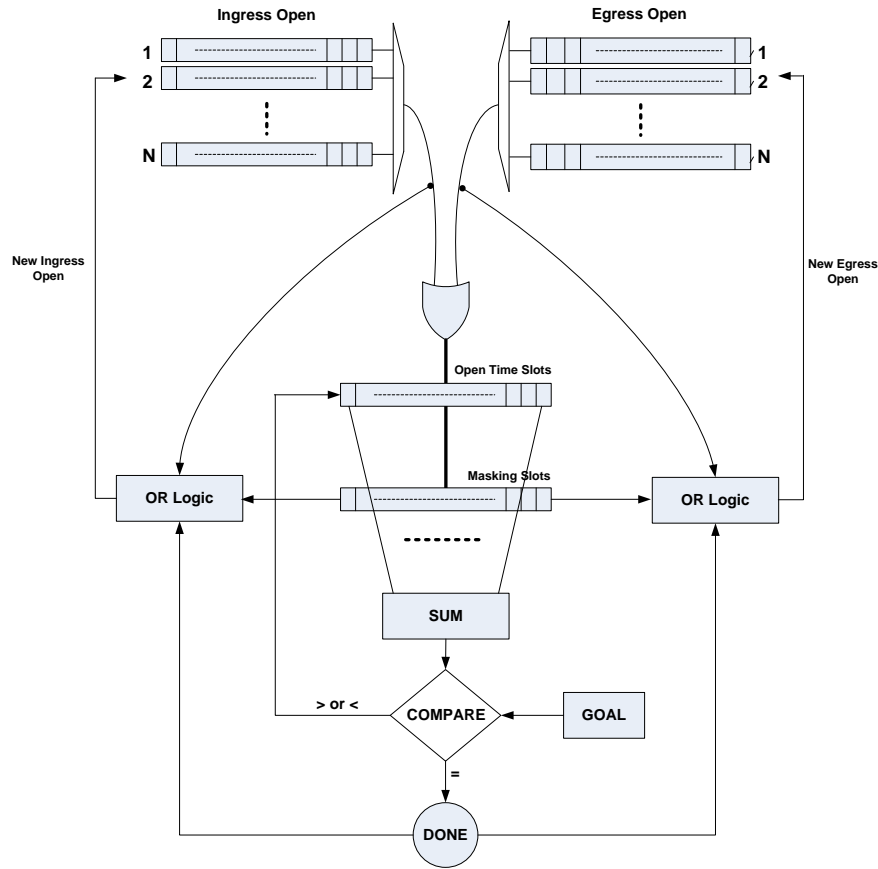 Ingress Open
Egress Open
1
1
2
2
N
N
New Ingress
Open
New Egress
Open
Open Time Slots
Masking Slots
OR Logic
OR Logic
SUM
> or <
COMPARE
GOAL
=
DONE